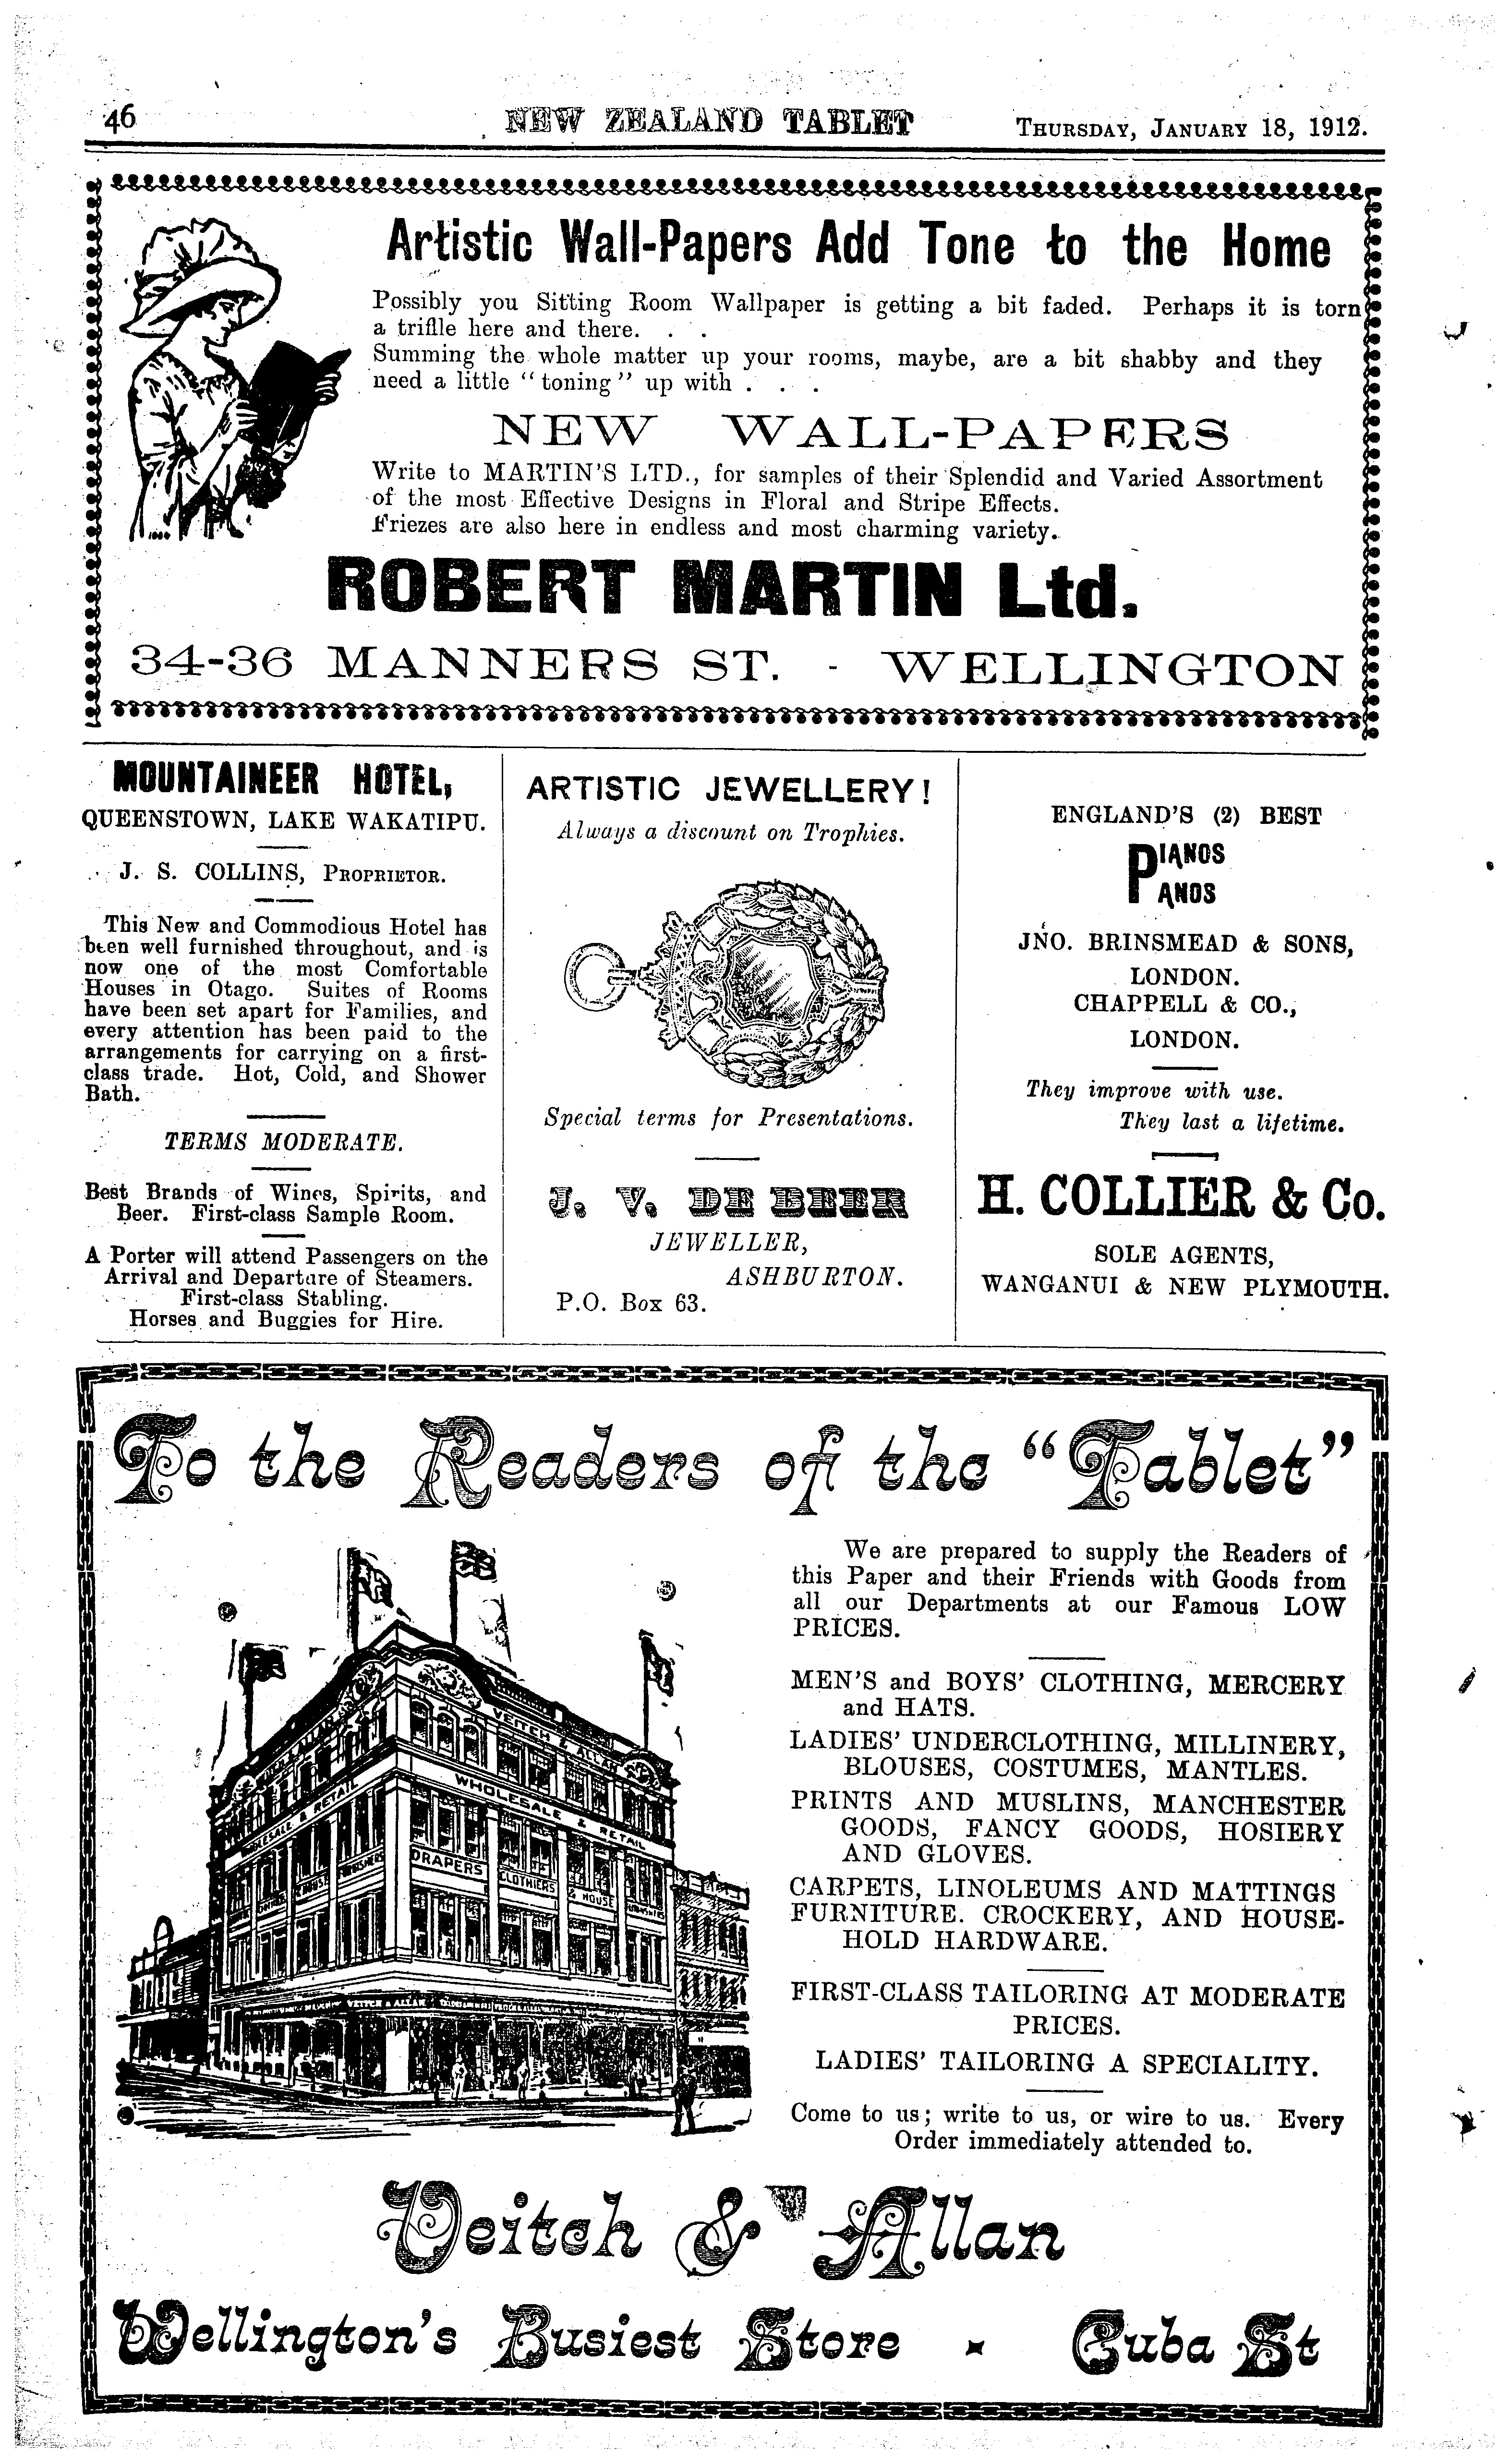 46
NEW ZEALAND TABLET
THURSDAY, JANUARY 18, 1912.
Artistic Wall-Papers Add Tone to the Home
Possibly you Sitting Room Wallpaper is getting a bit faded. Perhaps it is torn
a trifle here and there. . .
Summing the whole matter up your rooms, maybe, are a bit shabby and they
need a little "toning" up with . . .
NEW WALL-PAPERS
Write to MARTIN'S LTD., for samples of their Splendid and Varied Assortment
of the most Effective Designs in Floral and Stripe Effects.
Friezes are also here in endless and most charming variety.
ROBERT MARTIN Ltd.
34-36 MANNERS ST. - WELLINGTON
MOUNTAINEER HOTEL,
QUEENSTOWN, LAKE WAKATIPU.
J. S. COLLINS, PROPRIETOR.
This New and Commodious Hotel has
been well furnished throughout, and is
now one of the most Comfortable
Houses in Otago. Suites of Rooms
have been set apart for Families, and
every attention has been paid to the
arrangements for carrying on a first-
class trade. Hot, Cold, and Shower
Bath.
TERMS MODERATE.
Best Brands of Wines, Spirits, and
Beer. First-class Sample Room.
A Porter will attend Passengers on the
Arrival and Departure of Steamers.
First-class Stabling.
Horses and Buggies for Hire.
ARTISTIC JEWELLERY!
Always a discount on Trophies.
Special terms for Presentations.
J. V. DE BEER
JEWELLER,
ASHBURTON.
P.O. Box 63.
ENGLAND'S (2) BEST
PIANOS
PIANOS
JNO. BRINSMEAD & SONS,
LONDON.
CHAPPELL & CO.,
LONDON.
They improve with use.
They last a lifetime.
H. COLLIER & Co.
SOLE AGENTS,
WANGANUI & NEW PLYMOUTH.
To the Readers of the "Tablet"
We are prepared to supply the Readers of
this Paper and their Friends with Goods from
all our Departments at our Famous LOW
PRICES.
MEN'S and BOYS' CLOTHING, MERCERY
and HATS.
LADIES' UNDERCLOTHING, MILLINERY,
BLOUSES, COSTUMES, MANTLES.
PRINTS AND MUSLINS, MANCHESTER
GOODS, FANCY GOODS, HOSIERY
AND GLOVES.
CARPETS, LINOLEUMS AND MATTINGS
FURNITURE. CROCKERY, AND HOUSE-
HOLD HARDWARE.
FIRST-CLASS TAILORING AT MODERATE
PRICES.
LADIES' TAILORING A SPECIALITY.
Come to us; write to us, or wire to us. Every
Order immediately attended to.
VEITCH & ALLAN
WHOLESALE & RETAIL
& RETAIL
DRAPERS
CLOTHIERS
& HOUSE
Veitch & Allan
Wellington's Busiest Store - Cuba St